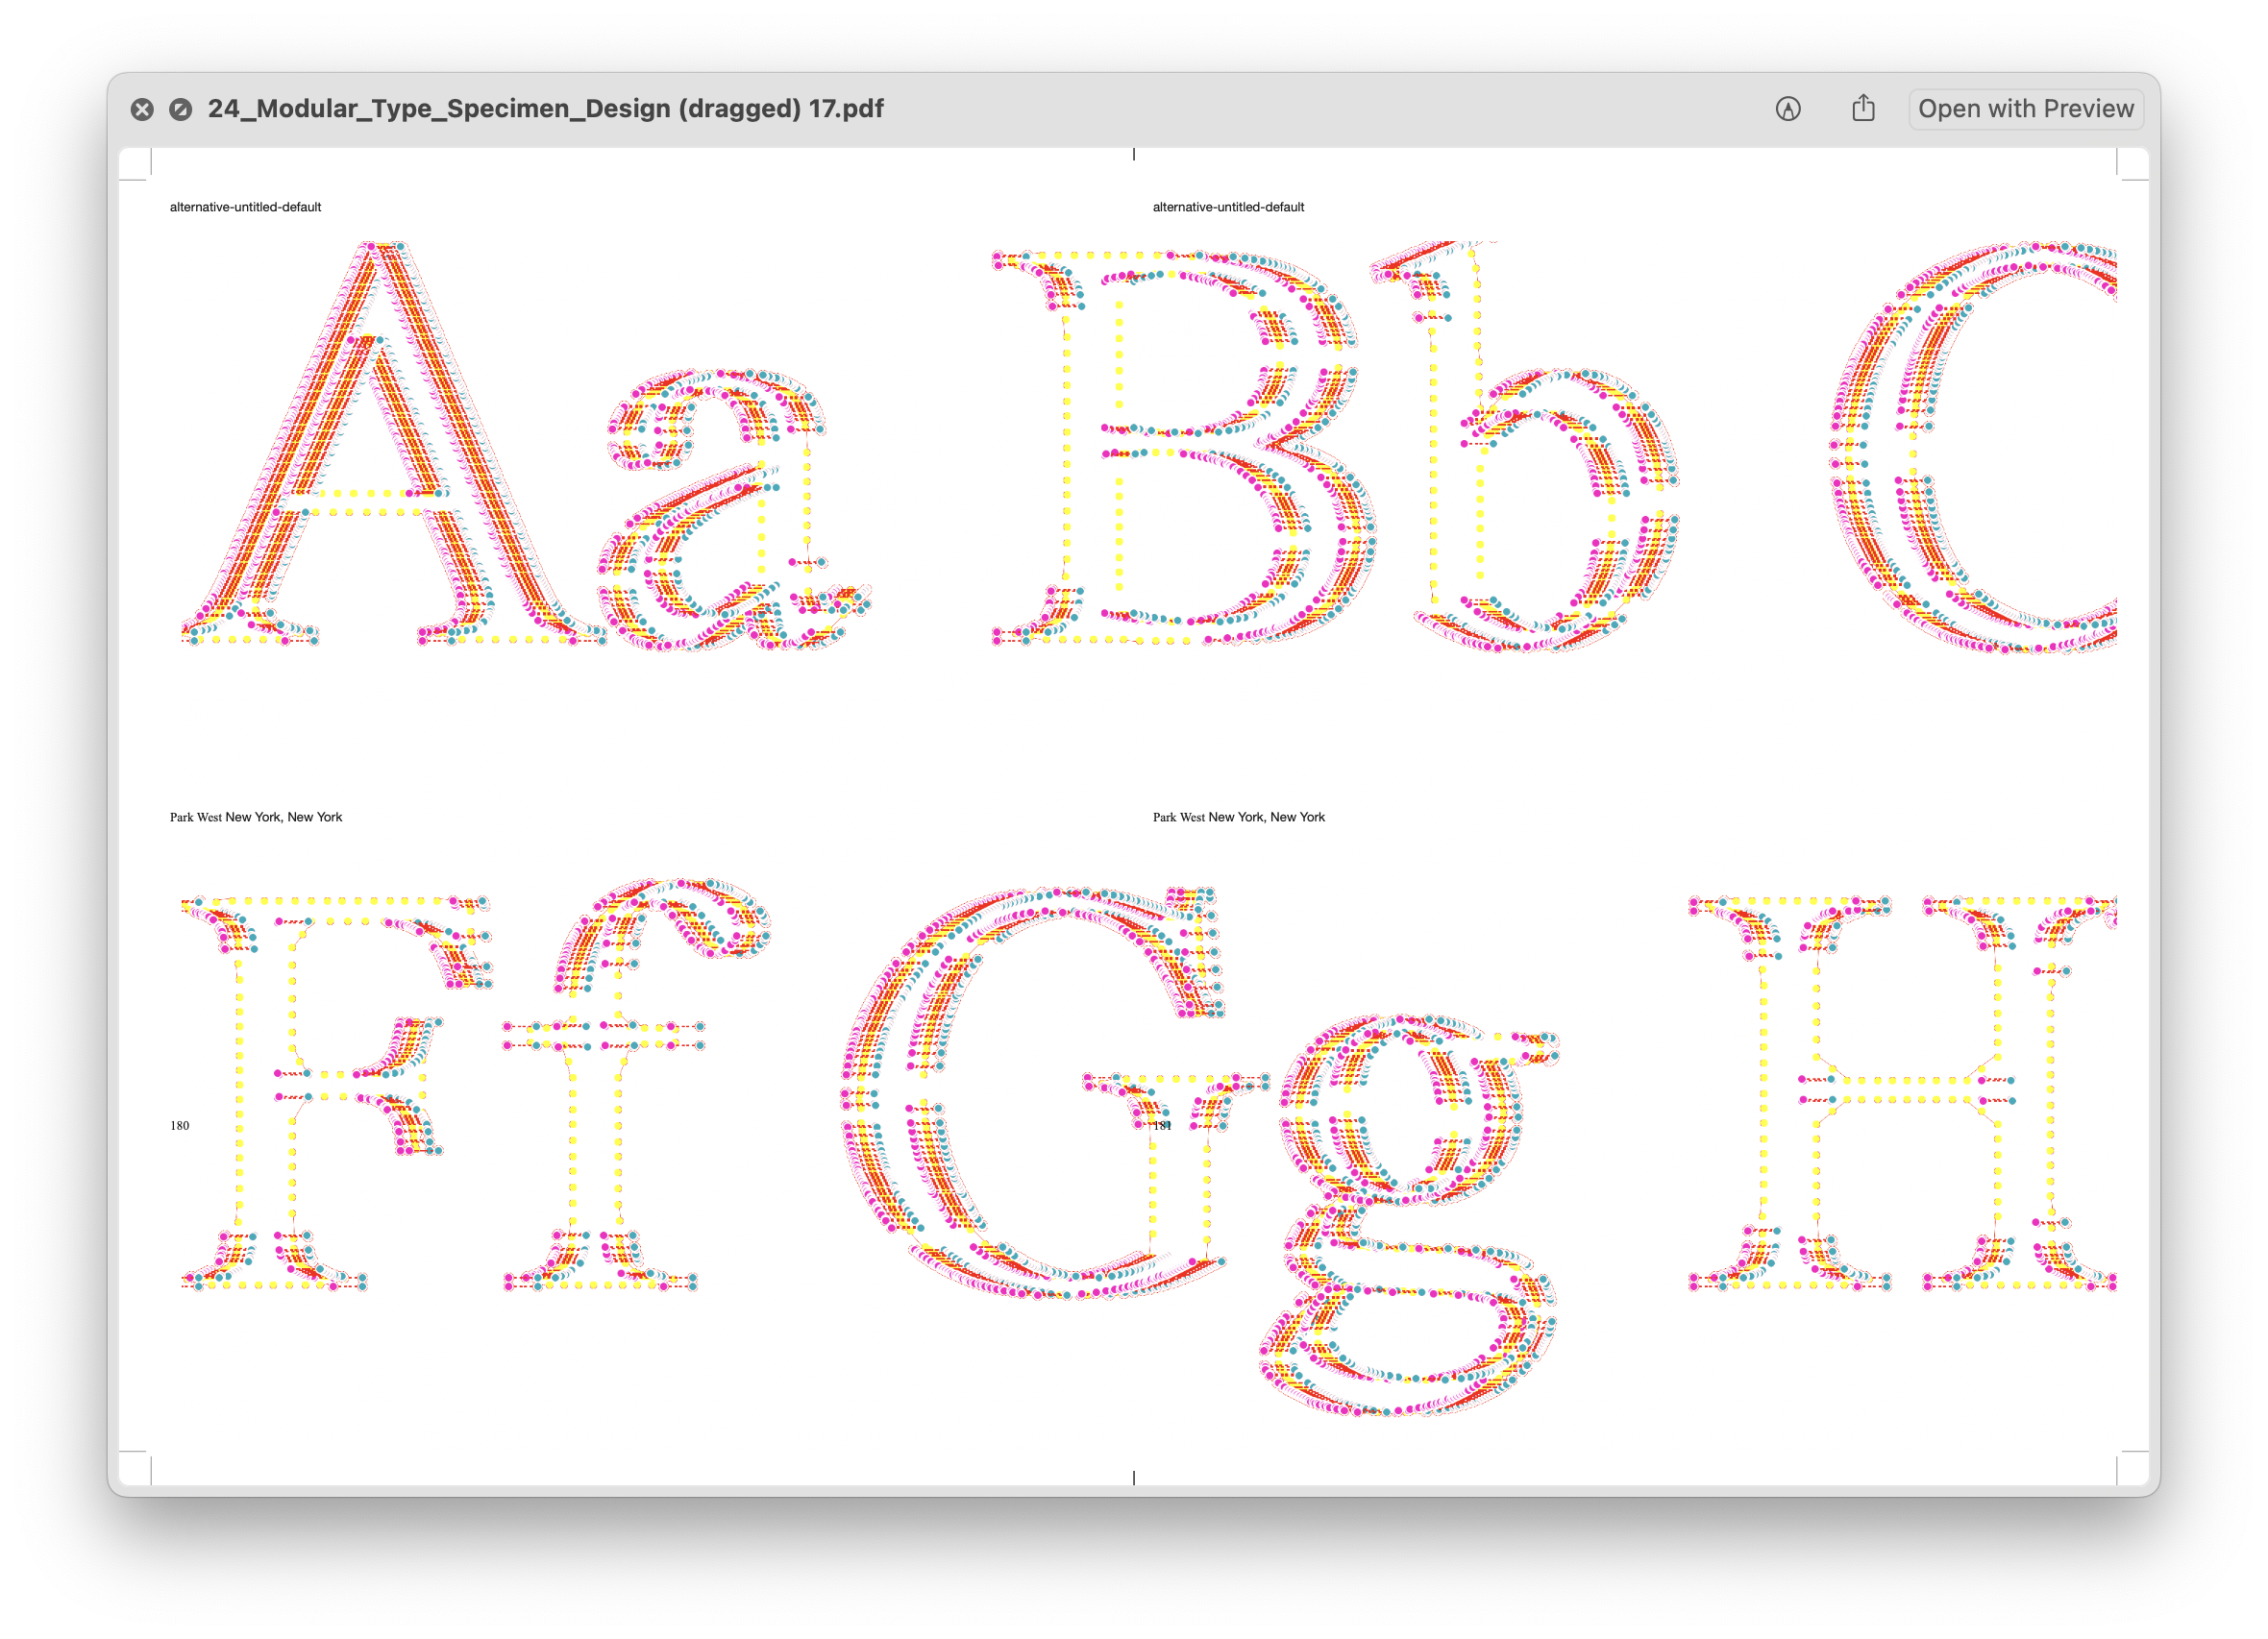 24_Modular_Type_Specimen_Design (dragged) 17.pdf
Open with Preview
alternative-untitled-default
alternative-untitled-default
Aa Bb C
Park West New York, New York
Park West New York, New York
Ff Gg H
180
181